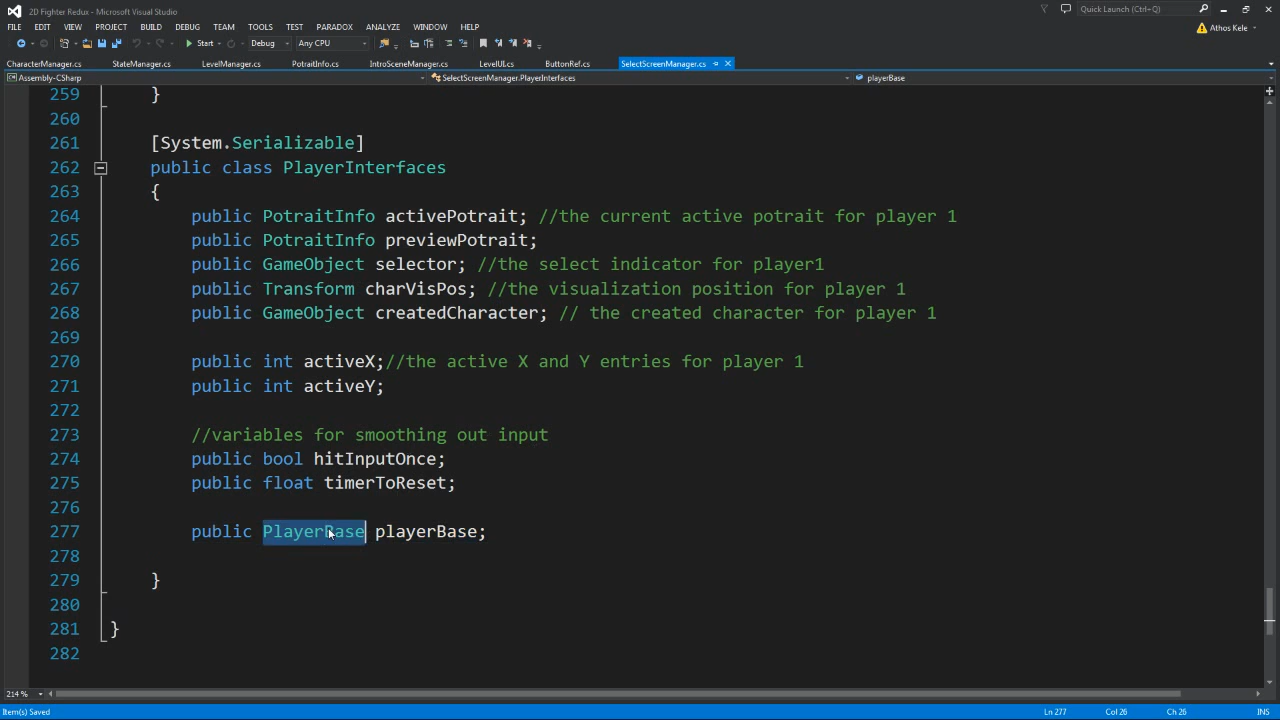 2D Fighter Redux - Microsoft Visual Studio
Quick Launch (Ctrl+Q)
FILE EDIT VIEW PROJECT BUILD DEBUG TEAM TOOLS TEST PARADOX ANALYZE WINDOW HELP
Athos Kele
Start Debug Any CPU
CharacterManager.cs StateManager.cs LevelManager.cs PotraitInfo.cs IntroSceneManager.cs LevelUI.cs ButtonRef.cs SelectScreenManager.cs
Assembly-CSharp SelectScreenManager.PlayerInterfaces playerBase
259 }
260
261 [System.Serializable]
262 public class PlayerInterfaces
263 {
264 public PotraitInfo activePotrait; //the current active potrait for player 1
265 public PotraitInfo previewPotrait;
266 public GameObject selector; //the select indicator for player1
267 public Transform charVisPos; //the visualization position for player 1
268 public GameObject createdCharacter; // the created character for player 1
269
270 public int activeX;//the active X and Y entries for player 1
271 public int activeY;
272
273 //variables for smoothing out input
274 public bool hitInputOnce;
275 public float timerToReset;
276
277 public PlayerBase playerBase;
278
279 }
280
281 }
282
214 %
Item(s) Saved Ln 277 Col 26 Ch 26 INS